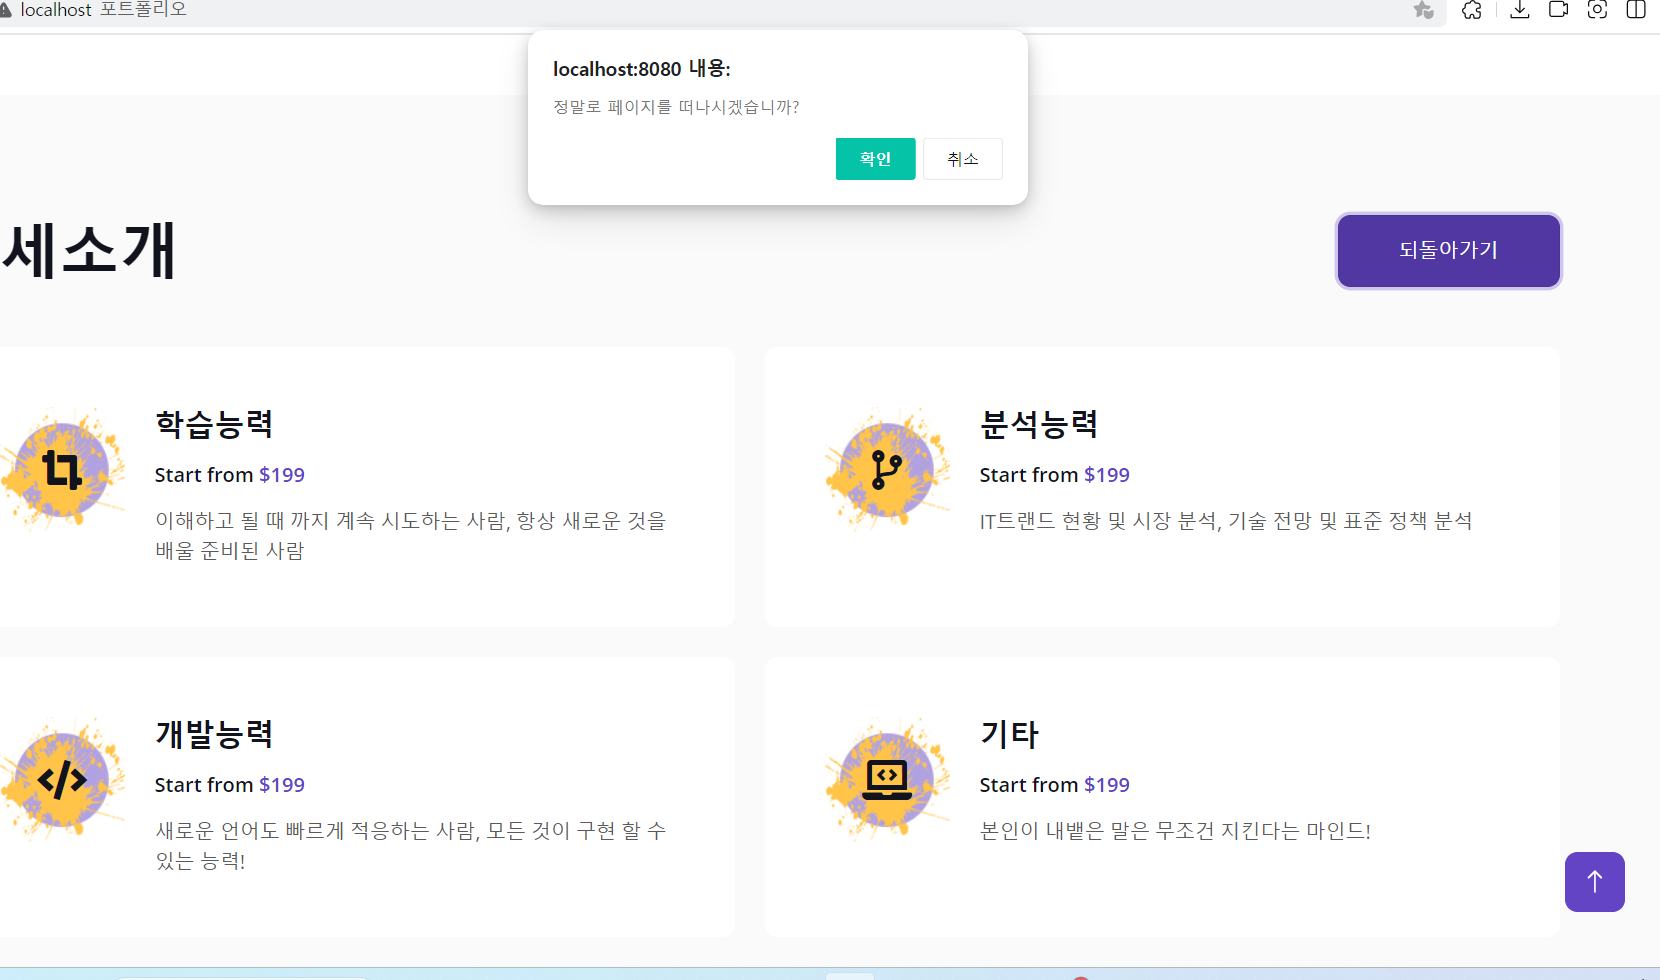 localhost 포트폴리오
localhost:8080 내용:
정말로 페이지를 떠나시겠습니까?
확인 취소
세소개
되돌아가기
학습능력
Start from $199
이해하고 될 때 까지 계속 시도하는 사람, 항상 새로운 것을
배울 준비된 사람
분석능력
Start from $199
IT트랜드 현황 및 시장 분석, 기술 전망 및 표준 정책 분석
개발능력
Start from $199
새로운 언어도 빠르게 적응하는 사람, 모든 것이 구현 할 수
있는 능력!
기타
Start from $199
본인이 내뱉은 말은 무조건 지킨다는 마인드!